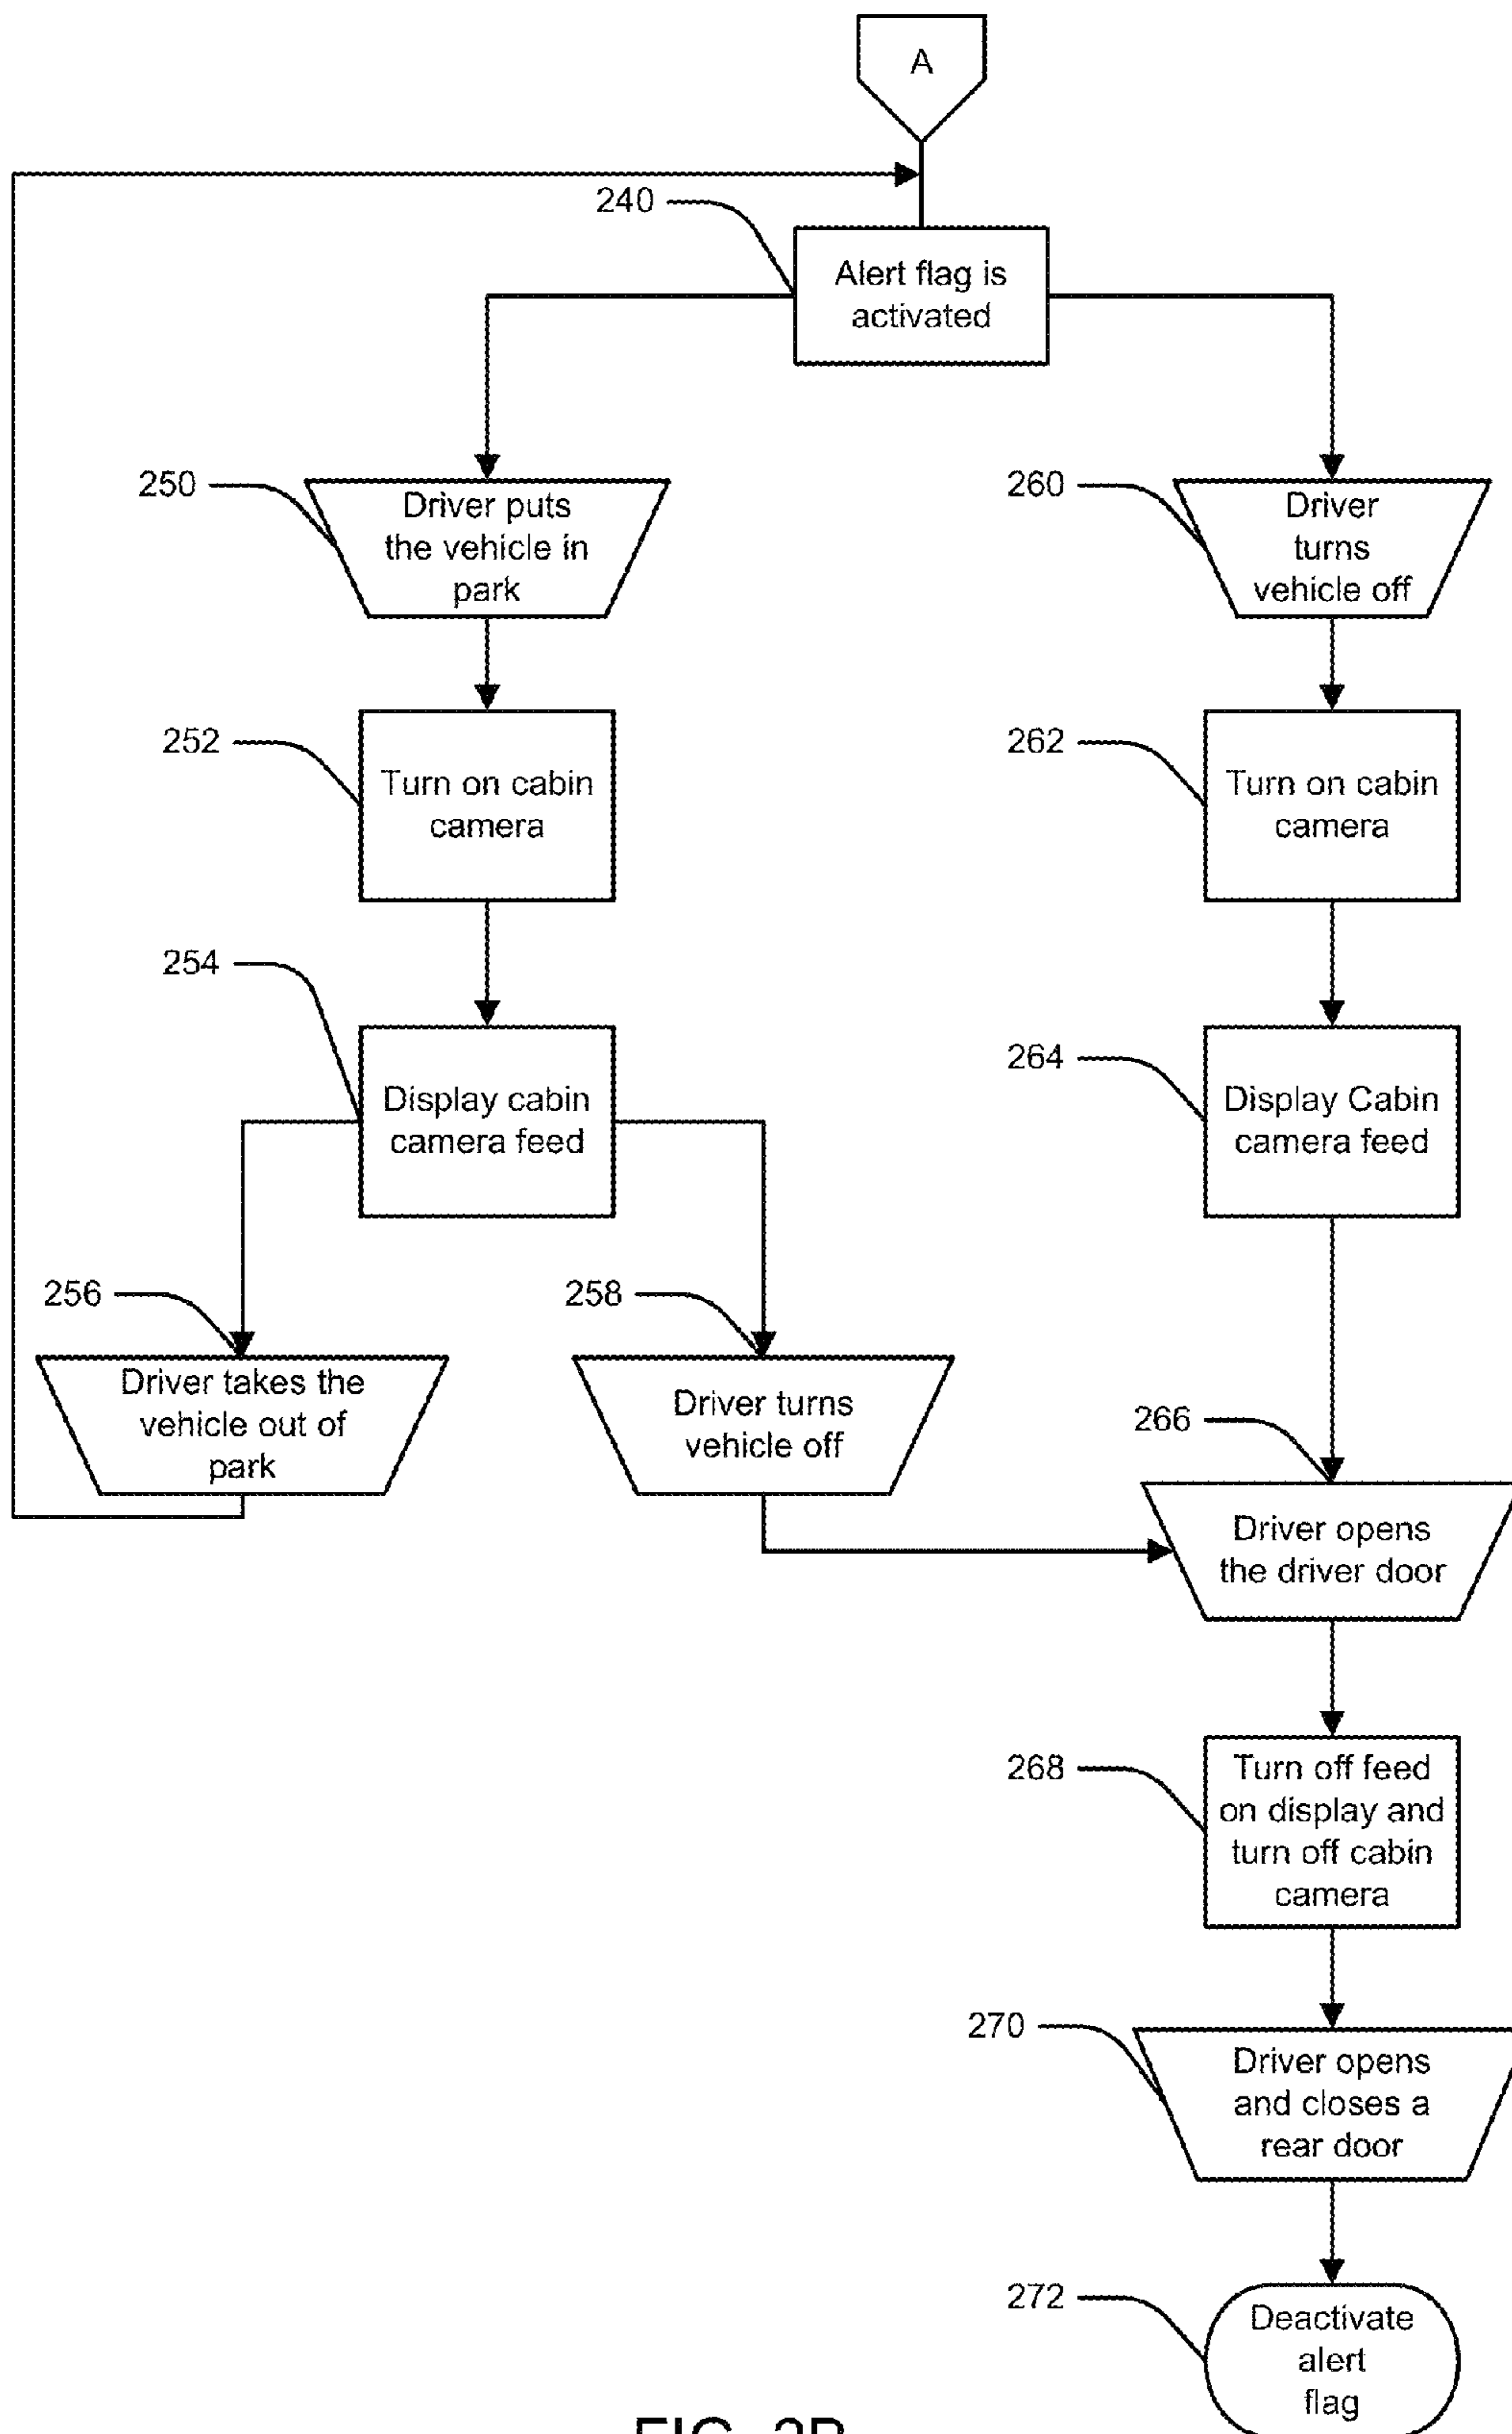 A
240
Alert flag is
activated
250
Driver puts
the vehicle in
park
260
Driver
turns
vehicle off
252
Turn on cabin
camera
262
Turn on cabin
camera
254
Display cabin
camera feed
264
Display Cabin
camera feed
256
Driver takes the
vehicle out of
park
258
Driver turns
vehicle off
266
Driver opens
the driver door
268
Turn off feed
on display and
turn off cabin
camera
270
Driver opens
and closes a
rear door
272
Deactivate
alert
flag